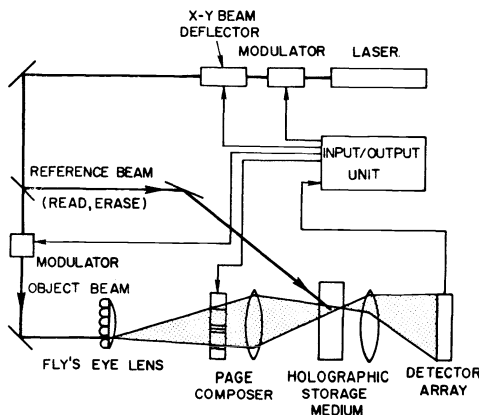 X-Y BEAM
DEFLECTOR
MODULATOR
LASER.
INPUT/OUTPUT
UNIT
REFERENCE BEAM
(READ, ERASE)
MODULATOR
OBJECT BEAM
FLY'S EYE LENS
PAGE
COMPOSER
HOLOGRAPHIC
STORAGE
MEDIUM
DETECTOR
ARRAY